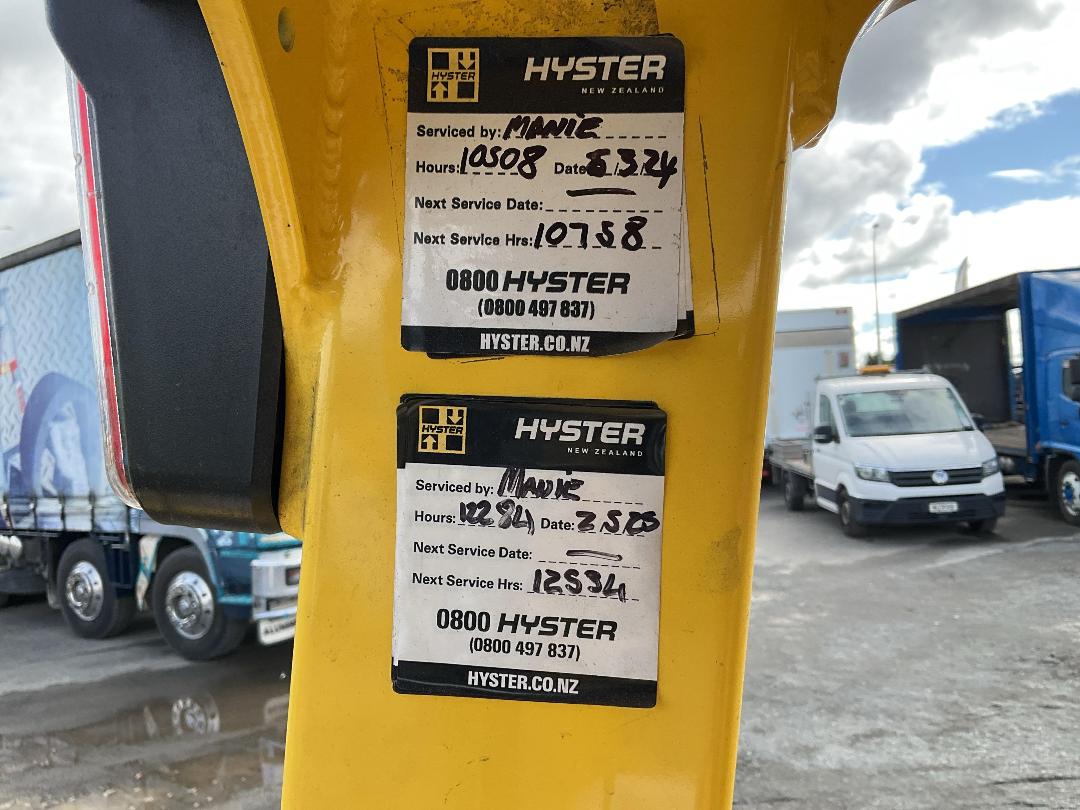 HYSTER
HYSTER
NEW ZEALAND
Serviced by: MANIE
Hours: 10508 Date 5/3/24
Next Service Date:
Next Service Hrs: 10758
0800 HYSTER
(0800 497 837)
HYSTER.CO.NZ
HYSTER
HYSTER
NEW ZEALAND
Serviced by: MANIE
Hours: 12284 Date: 2 5 25
Next Service Date: —
Next Service Hrs: 12534
0800 HYSTER
(0800 497 837)
HYSTER.CO.NZ